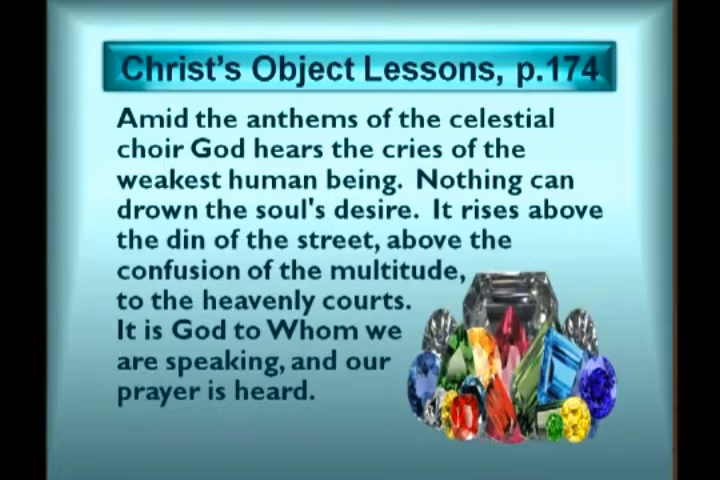 Christ's Object Lessons, p.174
Amid the anthems of the celestial
choir God hears the cries of the
weakest human being. Nothing can
drown the soul's desire. It rises above
the din of the street, above the
confusion of the multitude,
to the heavenly courts.
It is God to Whom we
are speaking, and our
prayer is heard.